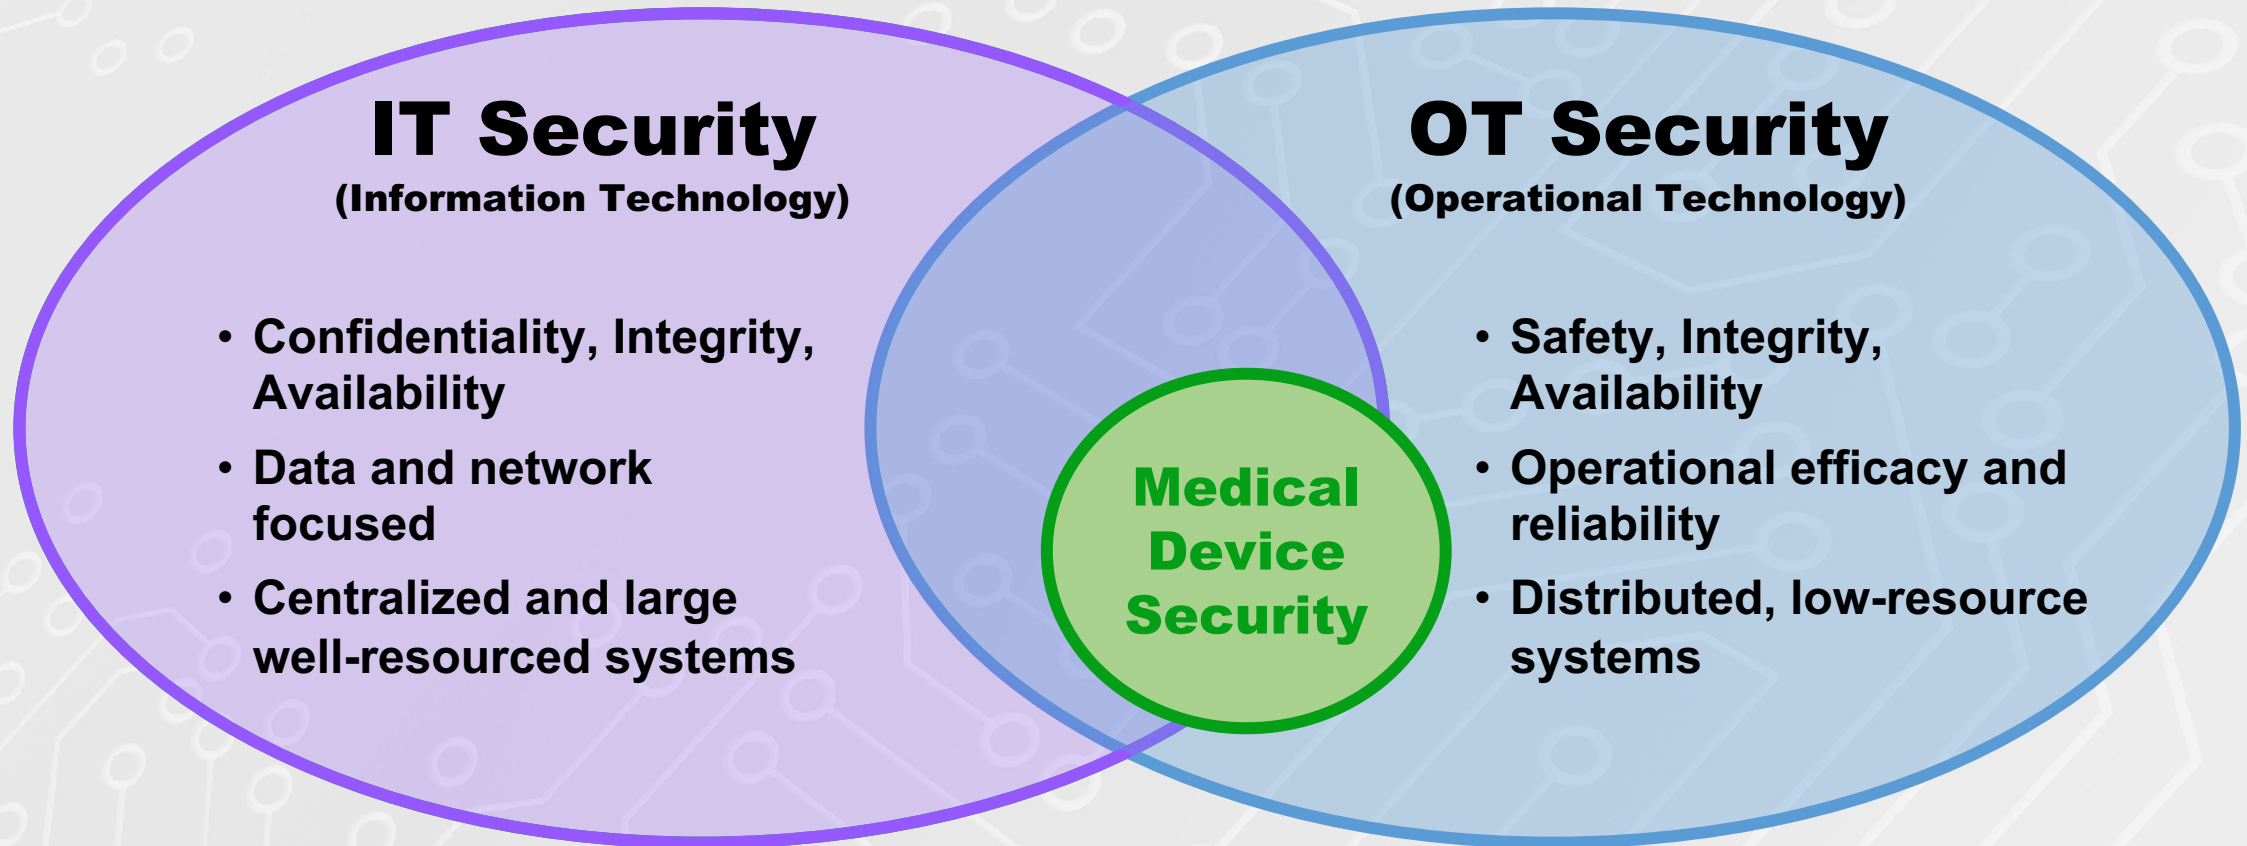 IT Security
(Information Technology)
• Confidentiality, Integrity,
Availability
• Data and network
focused
• Centralized and large
well-resourced systems
Medical
Device
Security
OT Security
(Operational Technology)
• Safety, Integrity,
Availability
• Operational efficacy and
reliability
• Distributed, low-resource
systems